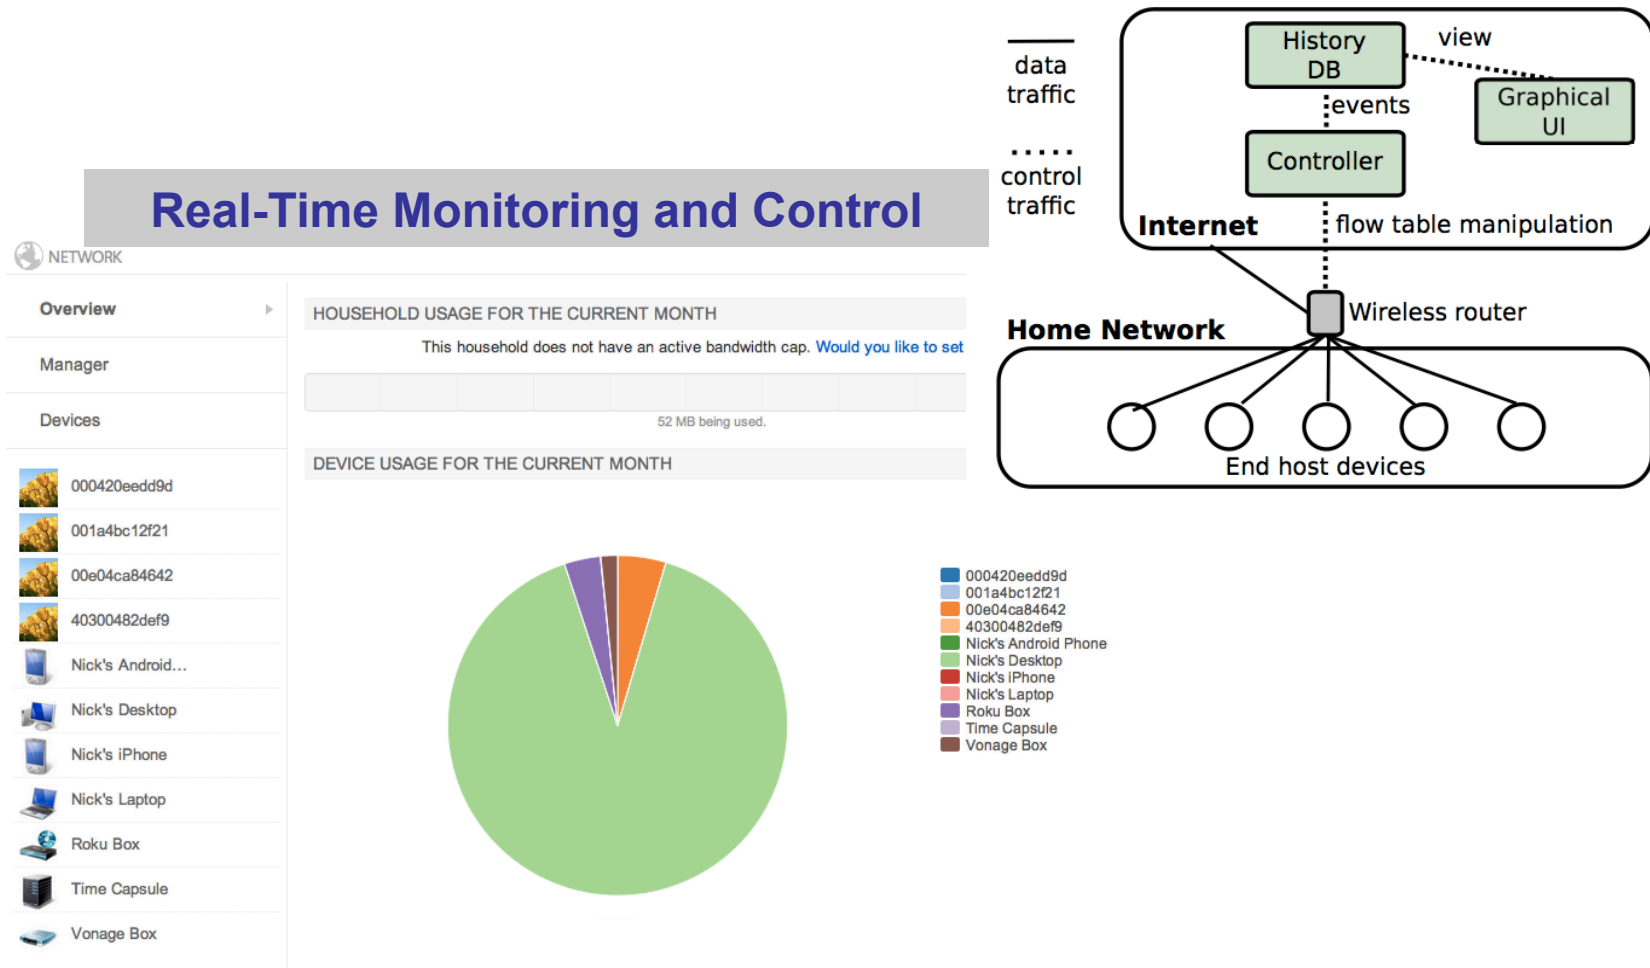 Real-Time Monitoring and Control
NETWORK
Overview
Manager
Devices
000420eedd9d
001a4bc12f21
00e04ca84642
40300482def9
Nick's Android...
Nick's Desktop
Nick's iPhone
Nick's Laptop
Roku Box
Time Capsule
Vonage Box
HOUSEHOLD USAGE FOR THE CURRENT MONTH
This household does not have an active bandwidth cap. Would you like to set
52 MB being used.
DEVICE USAGE FOR THE CURRENT MONTH
000420eedd9d
001a4bc12f21
00e04ca84642
40300482def9
Nick's Android Phone
Nick's Desktop
Nick's iPhone
Nick's Laptop
Roku Box
Time Capsule
Vonage Box
data
traffic
control
traffic
History
DB
view
Graphical
UI
events
Controller
Internet
flow table manipulation
Wireless router
Home Network
End host devices